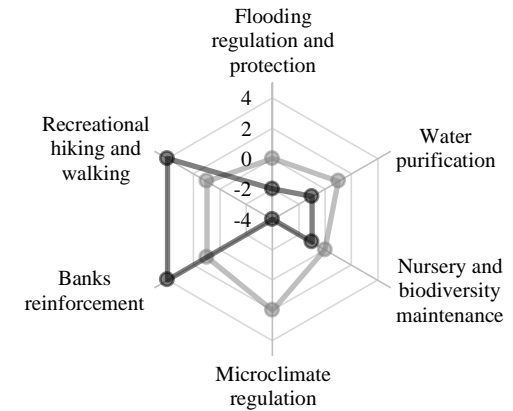 Flooding
regulation and
protection
4
2
0
-2
-4
Water
purification
Nursery and
biodiversity
maintenance
Microclimate
regulation
Banks
reinforcement
Recreational
hiking and
walking